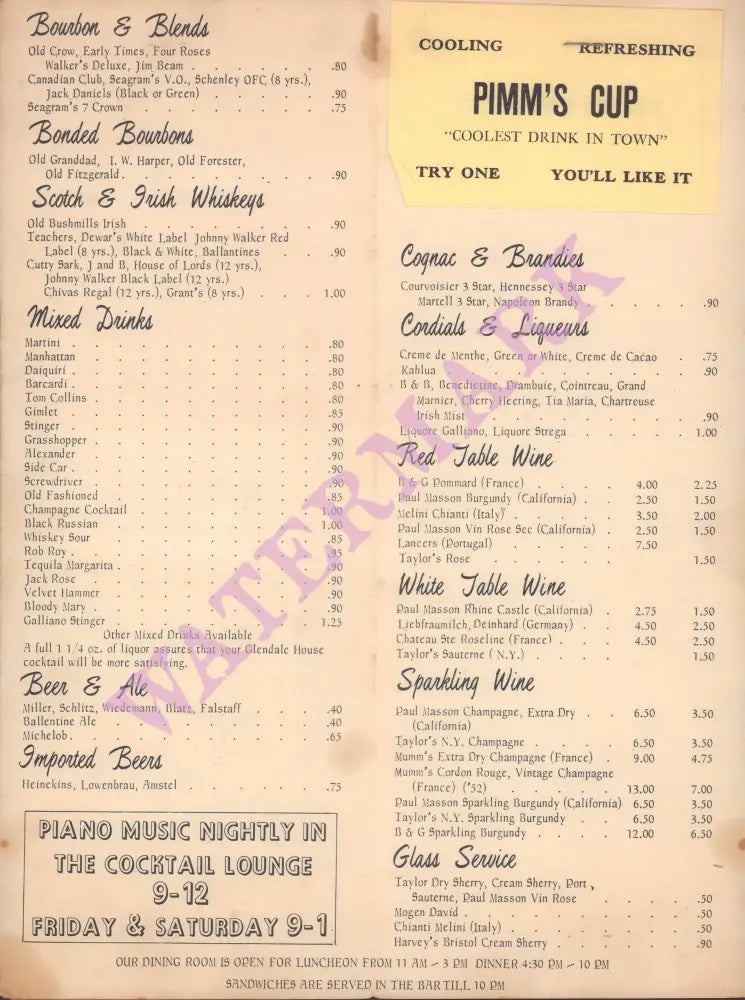 Bourbon & Blends
Old Crow, Early Times, Four Roses
Walker's Deluxe, Jim Beam . . . . . . .80
Canadian Club, Seagram's V.O., Schenley OFC (8 yrs.),
Jack Daniels (Black or Green) . . . . . .90
Seagram's 7 Crown . . . . . . . . .75
Bonded Bourbons
Old Granddad, I. W. Harper, Old Forester,
Old Fitzgerald . . . . . . . . .90
Scotch & Irish Whiskeys
Old Bushmills Irish . . . . . . . . .90
Teachers, Dewar's White Label Johnny Walker Red
Label (8 yrs.), Black & White, Ballantines . . .90
Cutty Sark, J and B, House of Lords (12 yrs.),
Johnny Walker Black Label (12 yrs.)
Chivas Regal (12 yrs.), Grant's (8 yrs.) . . . 1.00
Mixed Drinks
Martini . . . . . . . . . . .80
Manhattan . . . . . . . . . . .80
Daiquiri . . . . . . . . . . .80
Barcardi . . . . . . . . . . .80
Tom Collins . . . . . . . . . .80
Gimlet . . . . . . . . . . .85
Stinger . . . . . . . . . . .90
Grasshopper . . . . . . . . . .90
Alexander . . . . . . . . . . .90
Side Car . . . . . . . . . . .90
Screwdriver . . . . . . . . . .90
Old Fashioned . . . . . . . . .85
Champagne Cocktail . . . . . . . . 1.00
Black Russian . . . . . . . . . 1.00
Whiskey Sour . . . . . . . . . .85
Rob Roy . . . . . . . . . . .95
Tequila Margarita . . . . . . . . .90
Jack Rose . . . . . . . . . . .90
Velvet Hammer . . . . . . . . .90
Bloody Mary . . . . . . . . . .90
Galliano Stinger . . . . . . . . 1.25
Other Mixed Drinks Available
A full 1 1/4 oz. of liquor assures that your Glendale House
cocktail will be more satisfying.
Beer & Ale
Miller, Schlitz, Wiedemann, Blatz, Falstaff . . . .40
Ballentine Ale . . . . . . . . .40
Michelob . . . . . . . . . . .65
Imported Beers
Heinekins, Lowenbrau, Amstel . . . . . . .75
PIANO MUSIC NIGHTLY IN
THE COCKTAIL LOUNGE
9-12
FRIDAY & SATURDAY 9-1
COOLING REFRESHING
PIMM'S CUP
"COOLEST DRINK IN TOWN"
TRY ONE YOU'LL LIKE IT
Cognac & Brandies
Courvoisier 3 Star, Hennessey 3 Star
Martell 3 Star, Napoleon Brandy . . . . . .90
Cordials & Liqueurs
Creme de Menthe, Green or White, Creme de Cacao . .75
Kahlua . . . . . . . . . . .90
B & B, Benedictine, Drambuie, Cointreau, Grand
Marnier, Cherry Heering, Tia Maria, Chartreuse
Irish Mist . . . . . . . . . .90
Liquore Galliano, Liquore Strega . . . . . 1.00
Red Table Wine
B & G Pommard (France) . . . . 4.00 2.25
Paul Masson Burgundy (California) . . 2.50 1.50
Melini Chianti (Italy) . . . . . 3.50 2.00
Paul Masson Vin Rose Sec (California) . 2.50 1.50
Lancers (Portugal) . . . . . 7.50
Taylor's Rose . . . . . . 1.50
White Table Wine
Paul Masson Rhine Castle (California) . 2.75 1.50
Liebfraumilch, Deinhard (Germany) . . 4.50 2.50
Chateau Ste Roseline (France) . . . 4.50 2.50
Taylor's Sauterne ( N.Y.) . . . . 1.50
Sparkling Wine
Paul Masson Champagne, Extra Dry . . 6.50 3.50
(California)
Taylor's N.Y. Champagne . . . . 6.50 3.50
Mumm's Extra Dry Champagne (France) . 9.00 4.75
Mumm's Cordon Rouge, Vintage Champagne
(France) ('52) . . . . . 13.00 7.00
Paul Masson Sparkling Burgundy (California) 6.50 3.50
Taylor's N.Y. Sparkling Burgundy . . 6.50 3.50
B & G Sparkling Burgundy . . . . 12.00 6.50
Glass Service
Taylor Dry Sherry, Cream Sherry, Port,
Sauterne, Paul Masson Vin Rose . . . . .50
Mogen David . . . . . . . . . .50
Chianti Melini (Italy) . . . . . . . .50
Harvey's Bristol Cream Sherry . . . . . .90
OUR DINING ROOM IS OPEN FOR LUNCHEON FROM 11 AM - 3 PM DINNER 4:30 PM - 10 PM
SANDWICHES ARE SERVED IN THE BAR TILL 10 PM
WATERMARK